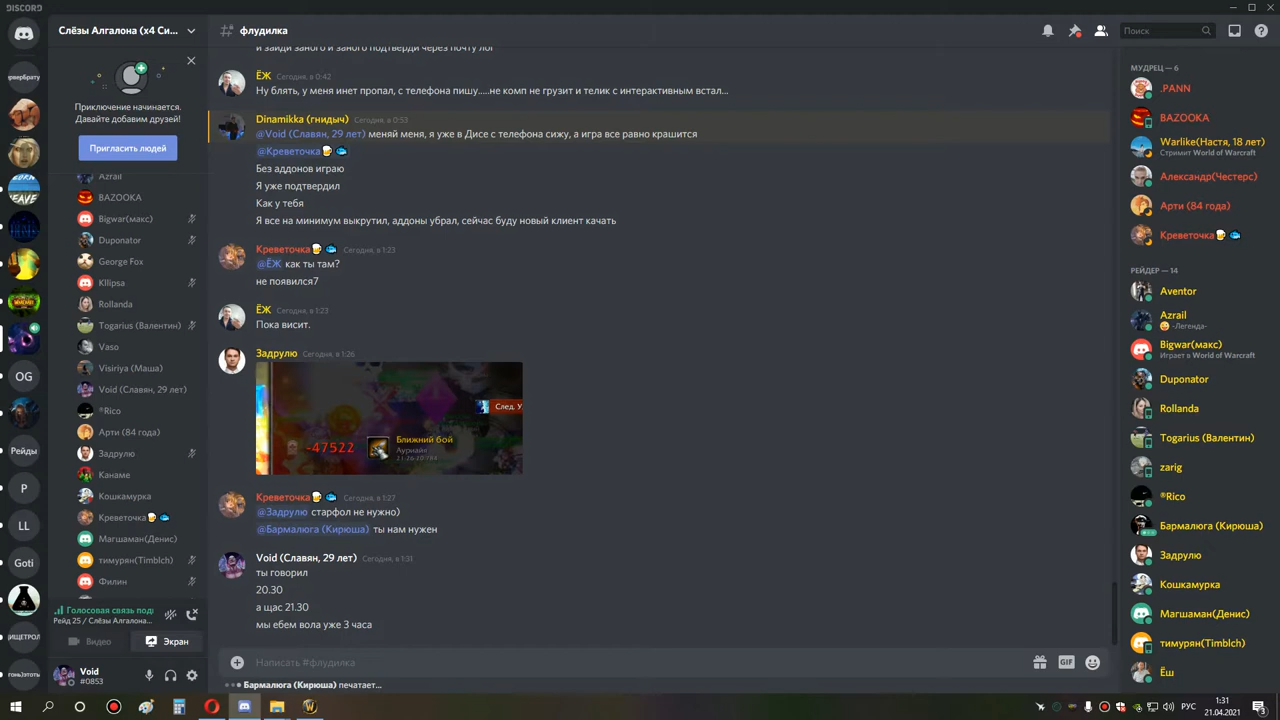 DISCORD
Слёзы Алгалона (x4 Си...
флудилка
Поиск
Приключение начинается.
Давайте добавим друзей!
Пригласить людей
Azrail
BAZOOKA
Bigwar(макс)
Duponator
George Fox
Kllipsa
Rollanda
Togarius (Валентин)
Vaso
Visiriya (Маша)
Void (Славян, 29 лет)
®Rico
Арти (84 года)
Задрулю
Канаме
Кошкамурка
Креветочка
Магшаман(Денис)
тимурян(Timblch)
Филин
OG
Рейды
P
LL
Goti
Голосовая связь под
Рейд 25 / Слёзы Алгалона...
Видео
Экран
Void
#0853
и зайди заного и заного подтверди через почту лог
ЁЖ Сегодня, в 0:42
Ну блять, у меня инет пропал, с телефона пишу.....не комп не грузит и телик с интерактивным встал...
Dinamikka (гнидыч) Сегодня, в 0:53
@Void (Славян, 29 лет) меняй меня, я уже в Дисе с телефона сижу, а игра все равно крашится
@Креветочка
Без аддонов играю
Я уже подтвердил
Как у тебя
Я все на минимум выкрутил, аддоны убрал, сейчас буду новый клиент качать
Креветочка Сегодня, в 1:23
@ЁЖ как ты там?
не появился7
ЁЖ Сегодня, в 1:23
Пока висит.
Задрулю Сегодня, в 1:26
След. У
-47522
Ближний бой
Ауриайя
Креветочка Сегодня, в 1:27
@Задрулю старфол не нужно)
@Бармалюга (Кирюша) ты нам нужен
Void (Славян, 29 лет) Сегодня, в 1:31
ты говорил
20.30
а щас 21.30
мы ебем вола уже 3 часа
Написать #флудилка
GIF
Бармалюга (Кирюша) печатает...
МУДРЕЦ — 6
.PANN
BAZOOKA
Warlike(Настя, 18 лет)
Стримит World of Warcraft
Александр(Честерс)
Арти (84 года)
Креветочка
РЕЙДЕР — 14
Aventor
Azrail
-Легенда-
Bigwar(макс)
Играет в World of Warcraft
Duponator
Rollanda
Togarius (Валентин)
zarig
®Rico
Бармалюга (Кирюша)
Задрулю
Кошкамурка
Магшаман(Денис)
тимурян(Timblch)
Ёш
РУС
1:31
21.04.2021